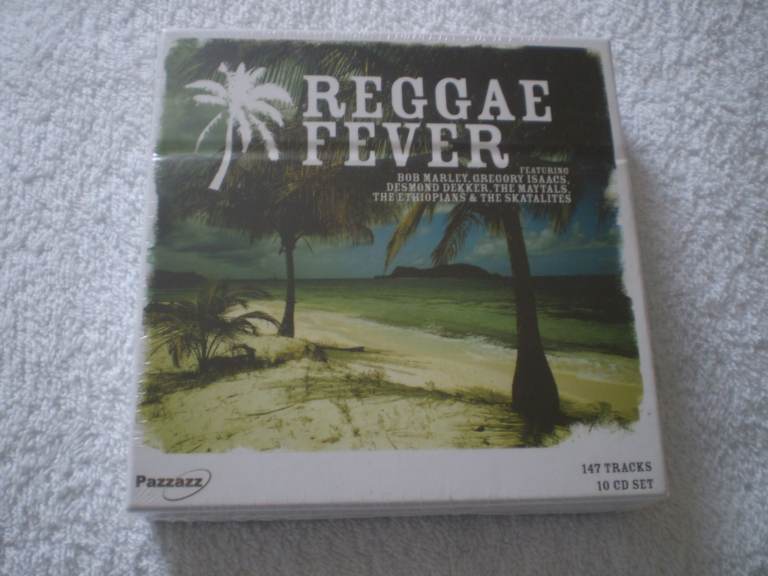 REGGAE
FEVER
FEATURING
BOB MARLEY, GREGORY ISAACS,
DESMOND DEKKER, THE MAYTALS,
THE ETHIOPIANS & THE SKATALITES
Pazzazz
147 TRACKS
10 CD SET